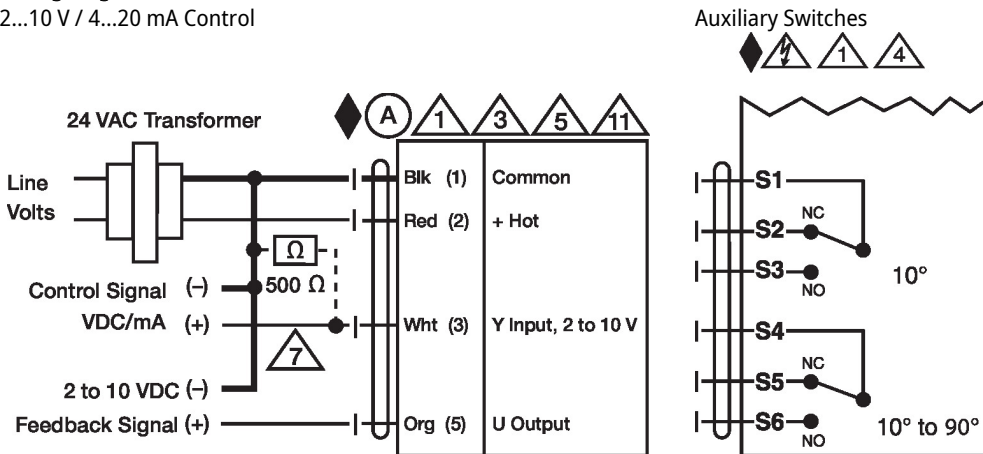 2...10 V / 4...20 mA Control
Auxiliary Switches
1
4
24 VAC Transformer
A
1
3
5
11
Line
Volts
Blk (1) Common
Red (2) + Hot
Ω
500 Ω
Control Signal (–)
VDC/mA (+)
Wht (3) Y Input, 2 to 10 V
7
2 to 10 VDC (–)
Feedback Signal (+)
Org (5) U Output
S1
S2 NC
S3 NO
10°
S4
S5 NC
S6 NO
10° to 90°